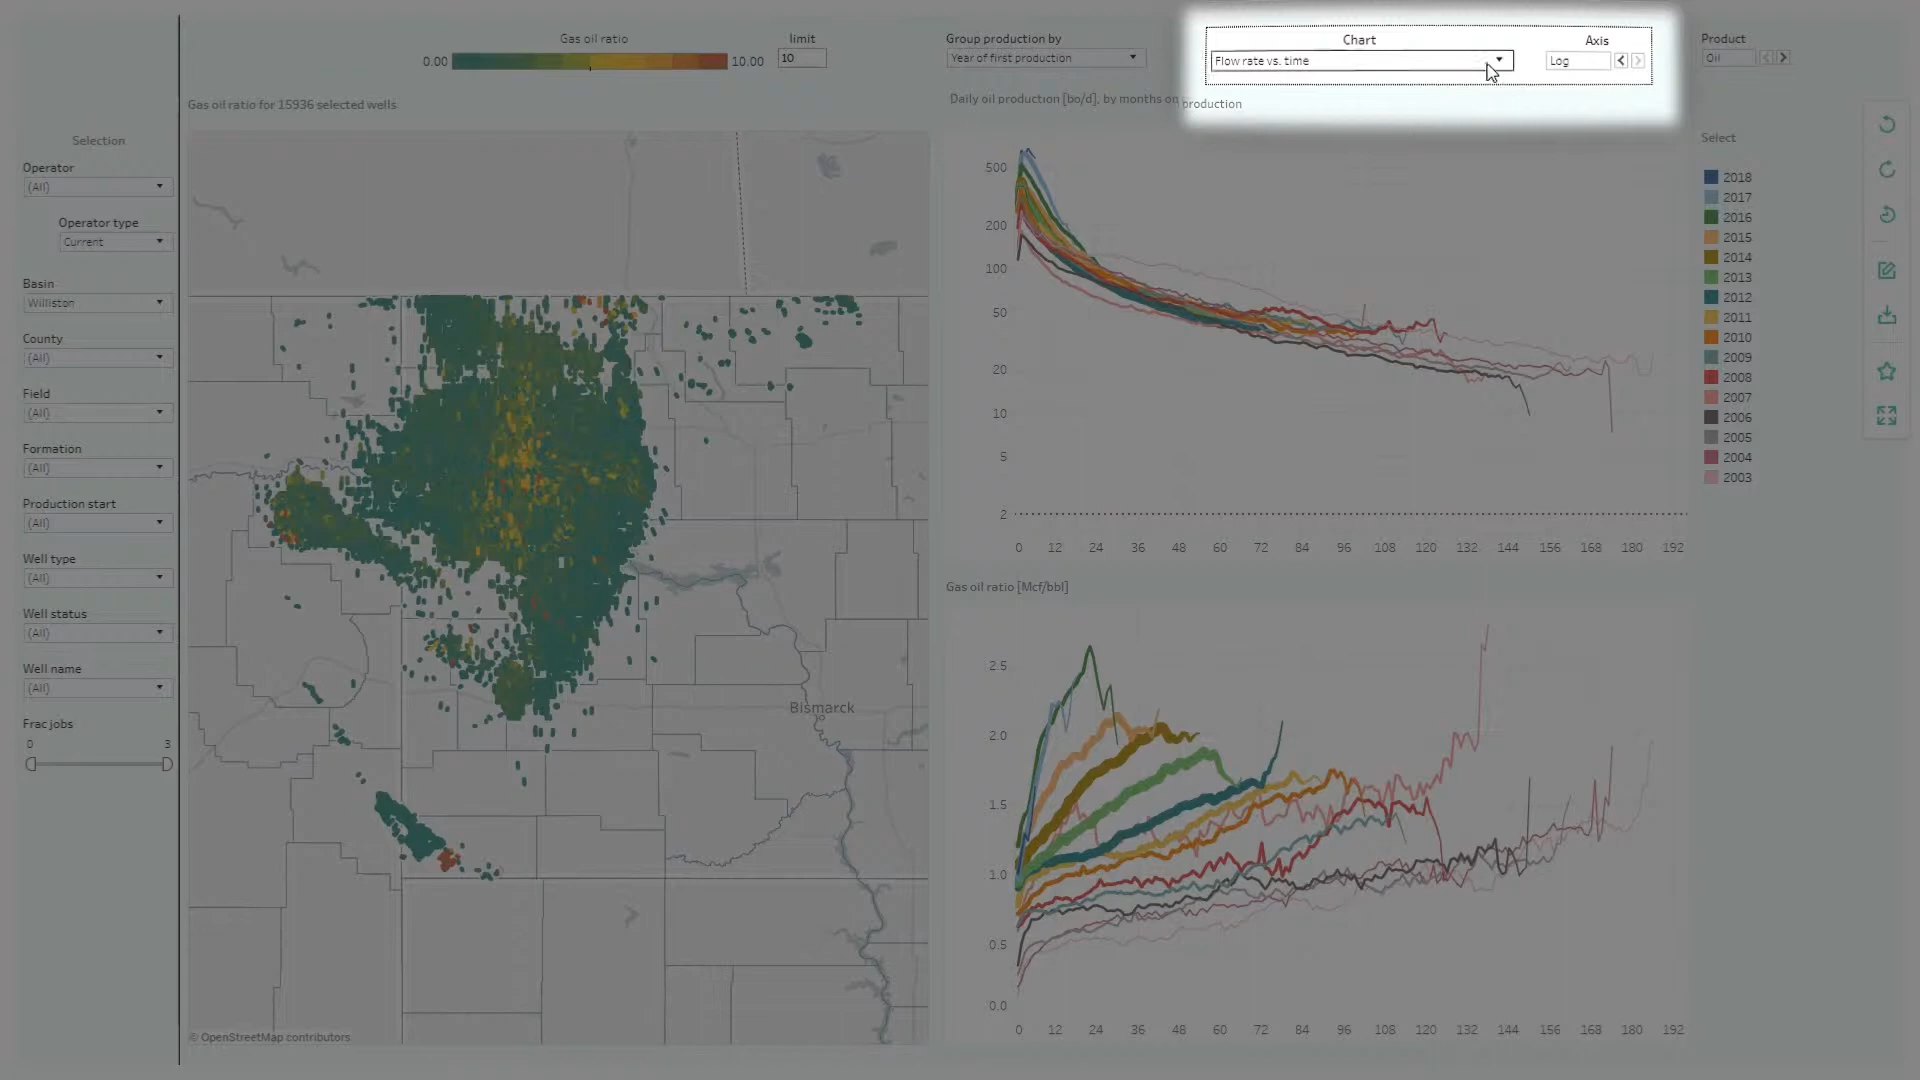 Gas oil ratio
0.00
10.00
limit
10
Gas oil ratio for 15936 selected wells
Group production by
Year of first production
Chart
Flow rate vs. time
Axis
Log
Product
Oil
Selection
Operator
(All)
Operator type
Current
Basin
Williston
County
(All)
Field
(All)
Formation
(All)
Production start
(All)
Well type
(All)
Well status
(All)
Well name
(All)
Frac jobs
0 3
Bismarck
© OpenStreetMap contributors
Daily oil production [bo/d], by months on production
500
200
100
50
20
10
5
2
0 12 24 36 48 60 72 84 96 108 120 132 144 156 168 180 192
Gas oil ratio [Mcf/bbl]
2.5
2.0
1.5
1.0
0.5
0.0
0 12 24 36 48 60 72 84 96 108 120 132 144 156 168 180 192
Select
2018
2017
2016
2015
2014
2013
2012
2011
2010
2009
2008
2007
2006
2005
2004
2003